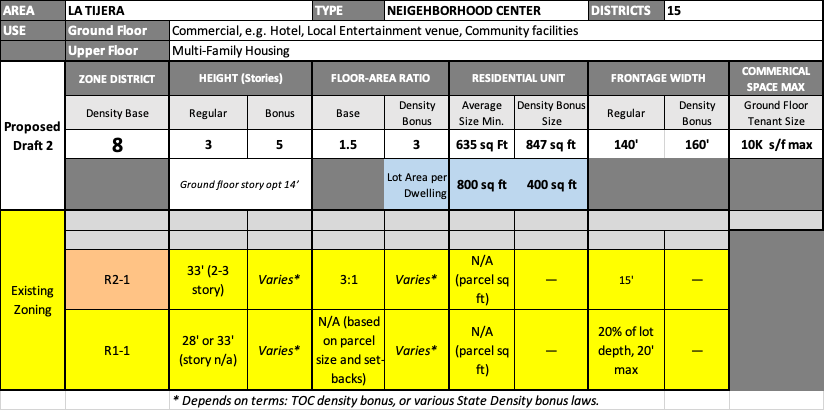 AREA LA TIJERA TYPE NEIGEHBORHOOD CENTER DISTRICTS 15
USE Ground Floor Commercial, e.g. Hotel, Local Entertainment venue, Community facilities
Upper Floor Multi-Family Housing
ZONE DISTRICT HEIGHT (Stories) FLOOR-AREA RATIO RESIDENTIAL UNIT FRONTAGE WIDTH COMMERICAL SPACE MAX
Proposed Draft 2 Density Base Regular Bonus Base Density Bonus Average Size Min. Density Bonus Size Regular Density Bonus Ground Floor Tenant Size
8 3 5 1.5 3 635 sq Ft 847 sq ft 140' 160' 10K s/f max
Ground floor story opt 14' Lot Area per Dwelling 800 sq ft 400 sq ft
Existing Zoning
R2-1 33' (2-3 story) Varies* 3:1 Varies* N/A (parcel sq ft) — 15' —
R1-1 28' or 33' (story n/a) Varies* N/A (based on parcel size and set-backs) Varies* N/A (parcel sq ft) — 20% of lot depth, 20' max —
* Depends on terms: TOC density bonus, or various State Density bonus laws.